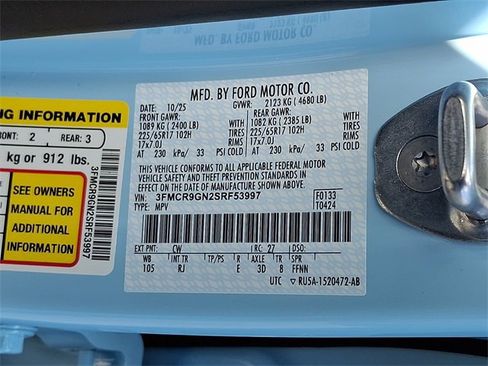 MFD. BY FORD MOTOR CO.
NG INFORMATION
RONT: 2 REAR: 3
kg or 912 lbs.
SEE OWNERS
MANUAL FOR
ADDITIONAL
INFORMATION
3FMCR9GN2SRF53997
MFD. BY FORD MOTOR CO.
DATE: 10/25 GVWR: 2123 KG ( 4680 LB)
FRONT GAWR: REAR GAWR:
1089 KG ( 2400 LB) 1082 KG ( 2385 LB)
225/65R17 102H TIRES 225/65R17 102H TIRES
17x7.0J RIMS 17x7.0J RIMS
AT 230 kPa/ 33 PSI COLD AT 230 kPa/ 33 PSI COLD
THIS VEHICLE CONFORMS TO ALL APPLICABLE FEDERAL MOTOR
VEHICLE SAFETY AND THEFT PREVENTION STANDARDS IN
EFFECT ON THE DATE OF MANUFACTURE SHOWN ABOVE.
VIN: 3FMCR9GN2SRF53997 F0133
TYPE: MPV T0424
EXT PNT: CW RC: 27 DSO:
WB INT TR TP/PS R AXLE TR SPR
105 RJ E 3D 8 FFNN
UTC ▽ RU5A-1520472-AB